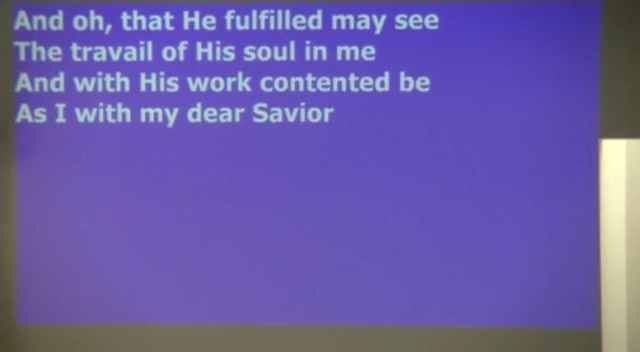 And oh, that He fulfilled may see
The travail of His soul in me
And with His work contented be
As I with my dear Savior